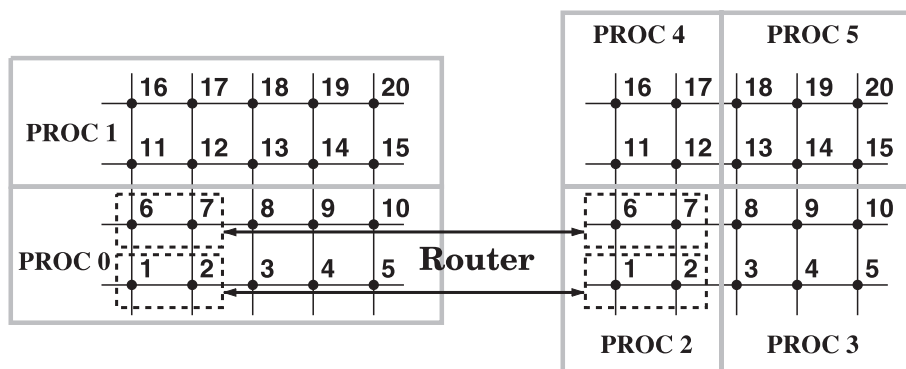 PROC 4 PROC 5
16 17 18 19 20 16 17 18 19 20
PROC 1
11 12 13 14 15 11 12 13 14 15
6 7 8 9 10 6 7 8 9 10
PROC 0 Router
1 2 3 4 5 1 2 3 4 5
PROC 2 PROC 3